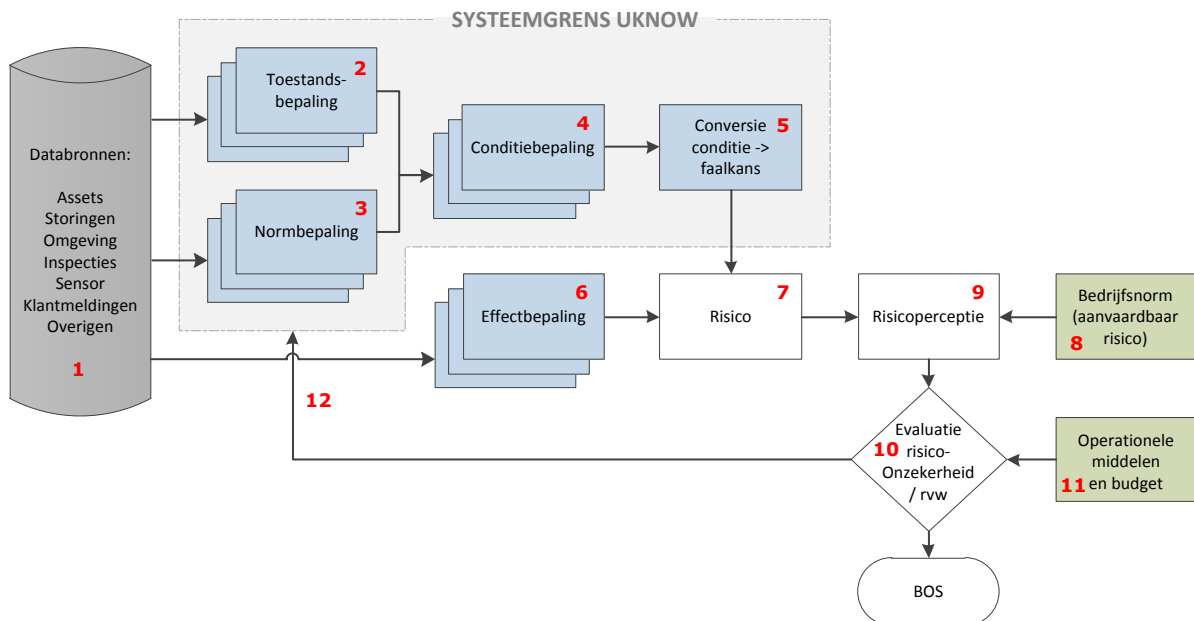 SYSTEEMGRENS UKNOW
Databronnen:
Assets
Storingen
Omgeving
Inspecties
Sensor
Klantmeldingen
Overigen
1
2
Toestands-
bepaling
3
Normbepaling
4
Conditiebepaling
5
Conversie
conditie ->
faalkans
6
Effectbepaling
7
Risico
9
Risicoperceptie
Bedrijfsnorm
(aanvaardbaar
risico)
8
12
Evaluatie
10 risico-
Onzekerheid
/ rvw
Operationele
middelen
11 en budget
BOS